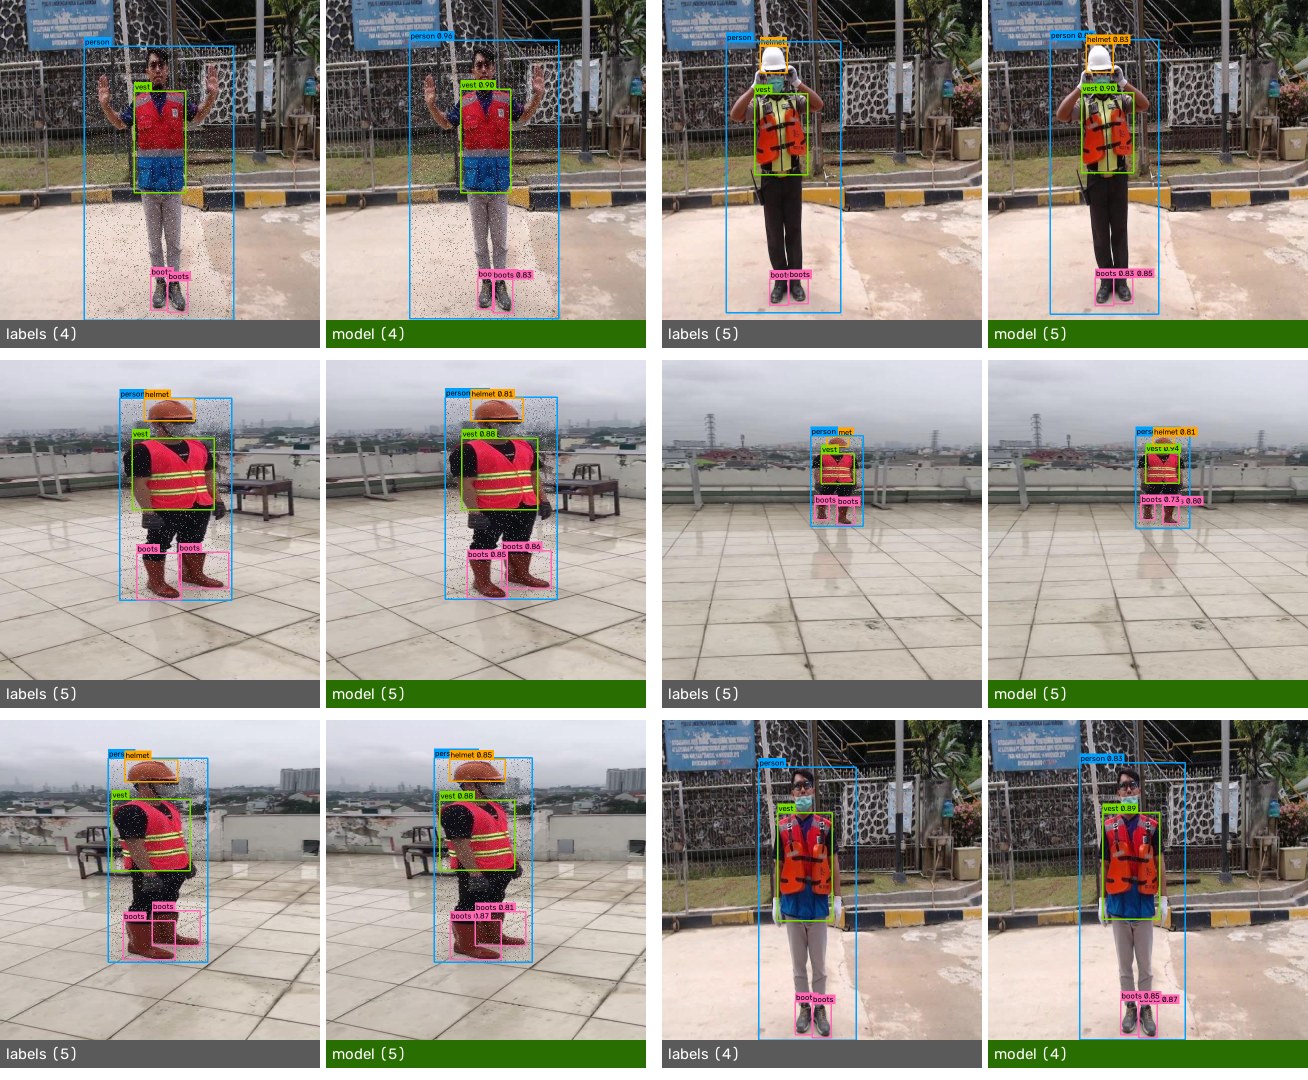 person
vest
boots
boots
labels (4)
person 0.96
vest 0.90
boots 0.83
model (4)
person
helmet
vest
boots
boots
labels (5)
helmet 0.83
vest 0.90
boots 0.83
0.85
model (5)
person
helmet
vest
boots
boots
labels (5)
person
helmet 0.81
vest 0.88
boots 0.85
boots 0.86
model (5)
person
met
vest
boots
boots
labels (5)
helmet 0.81
boots 0.73
0.80
model (5)
helmet
vest
boots
boots
labels (5)
helmet 0.85
vest 0.88
boots 0.81
0.87
model (5)
person
vest
boots
labels (4)
person 0.83
vest 0.89
boots 0.85
0.87
model (4)